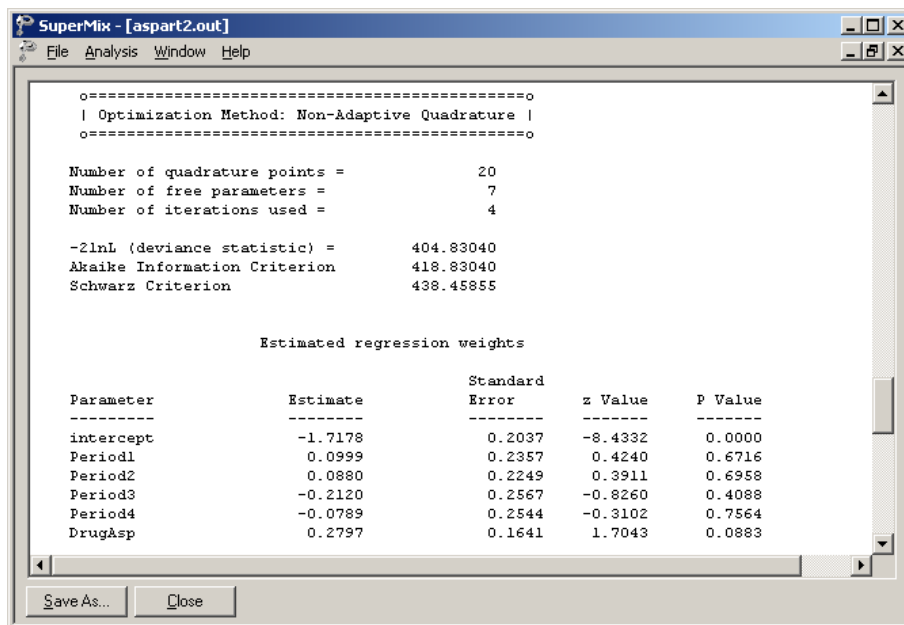 SuperMix - [aspart2.out]
File Analysis Window Help
o===============================================o
| Optimization Method: Non-Adaptive Quadrature |
o===============================================o
Number of quadrature points = 20
Number of free parameters = 7
Number of iterations used = 4
-2lnL (deviance statistic) = 404.83040
Akaike Information Criterion 418.83040
Schwarz Criterion 438.45855
Estimated regression weights
Standard
Parameter Estimate Error z Value P Value
--------- -------- -------- ------- -------
intercept -1.7178 0.2037 -8.4332 0.0000
Period1 0.0999 0.2357 0.4240 0.6716
Period2 0.0880 0.2249 0.3911 0.6958
Period3 -0.2120 0.2567 -0.8260 0.4088
Period4 -0.0789 0.2544 -0.3102 0.7564
DrugAsp 0.2797 0.1641 1.7043 0.0883
Save As... Close